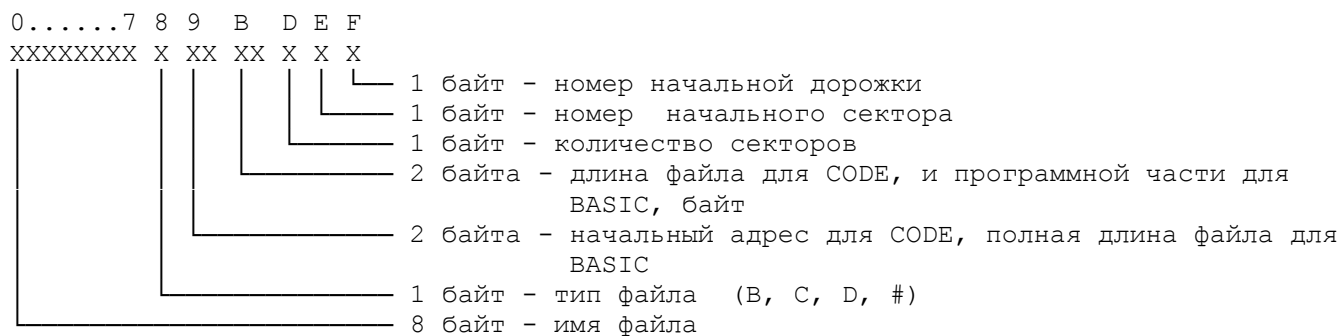 0......7 8 9 B D E F
XXXXXXXX X XX XX X X X
1 байт - номер начальной дорожки
1 байт - номер начального сектора
1 байт - количество секторов
2 байта - длина файла для CODE, и программной части для
BASIC, байт
2 байта - начальный адрес для CODE, полная длина файла для
BASIC
1 байт - тип файла (B, C, D, #)
8 байт - имя файла